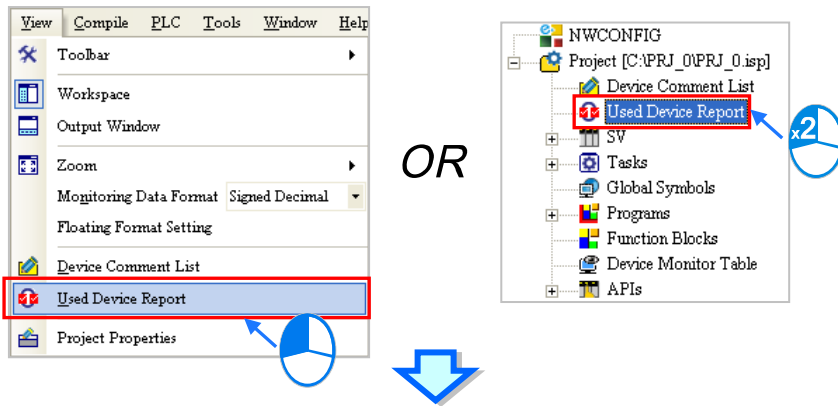 View Compile PLC Tools Window Help
Toolbar
Workspace
Output Window
Zoom
Monitoring Data Format Signed Decimal
Floating Format Setting
Device Comment List
Used Device Report
Project Properties
OR
NWCONFIG
Project [C:\PRJ_0\PRJ_0.isp]
Device Comment List
Used Device Report
x2
SV
Tasks
Global Symbols
Programs
Function Blocks
Device Monitor Table
APIs